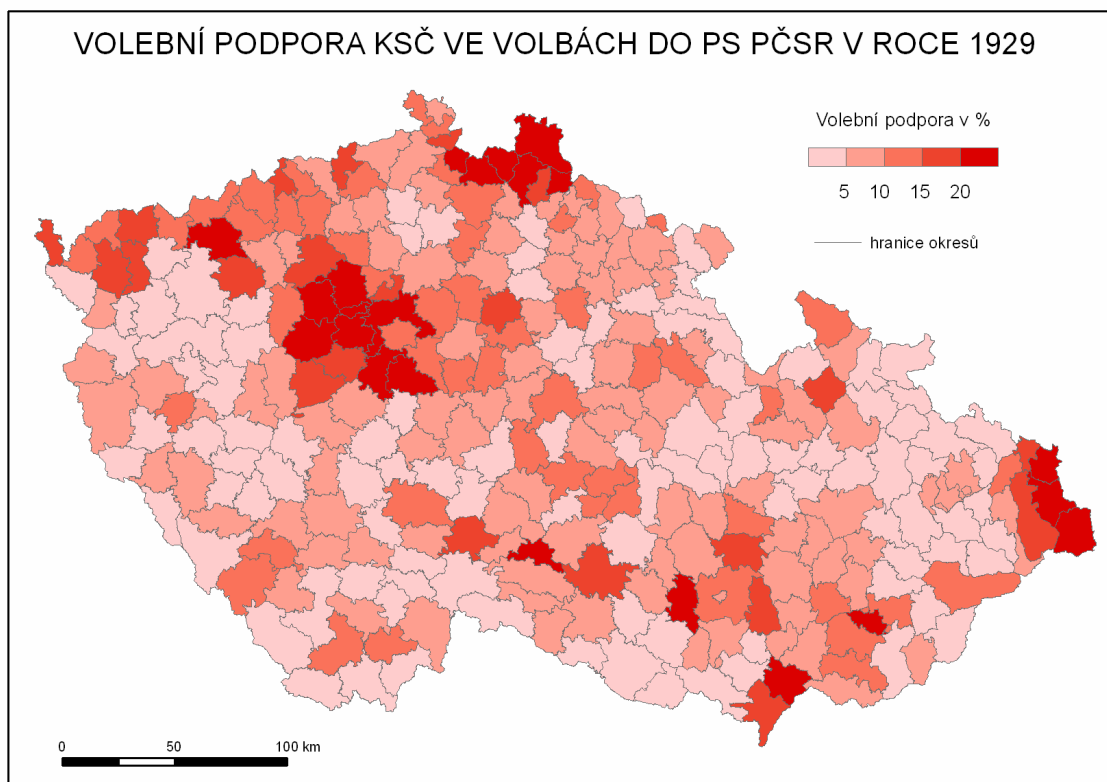 VOLEBNÍ PODPORA KSČ VE VOLBÁCH DO PS PČSR V ROCE 1929
Volební podpora v %
5 10 15 20
hranice okresů
0 50 100 km